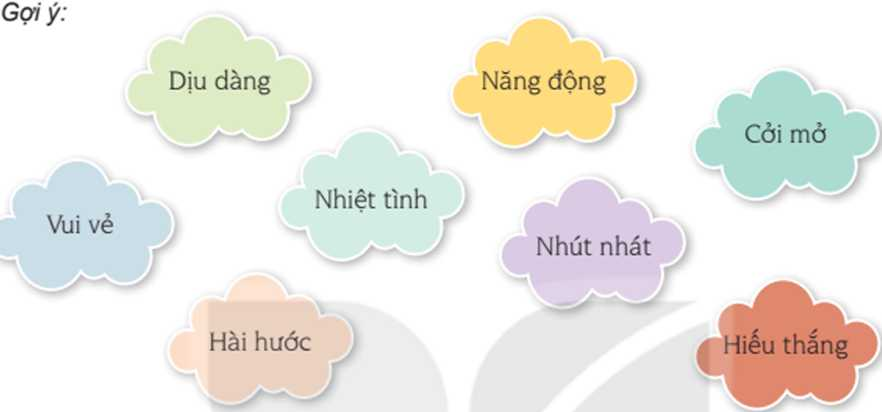 Gợi ý:
Dịu dàng
Năng động
Cởi mở
Vui vẻ
Nhiệt tình
Nhút nhát
Hài hước
Hiếu thắng